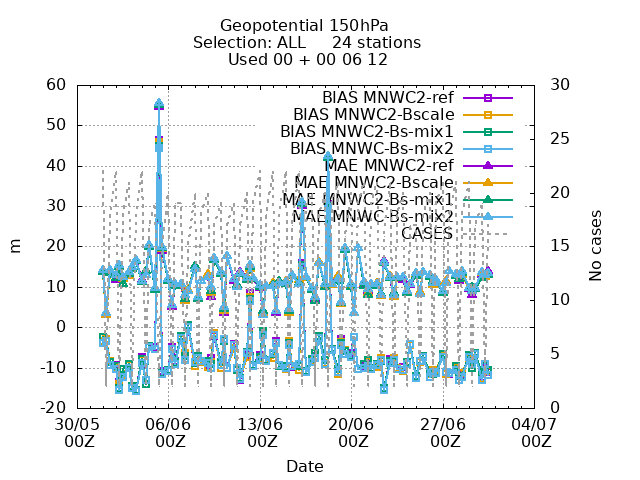 Geopotential 150hPa
Selection: ALL 24 stations
Used 00 + 00 06 12
BIAS MNWC2-ref
BIAS MNWC2-Bscale
BIAS MNWC2-Bs-mix1
BIAS MNWC-Bs-mix2
MAE MNWC2-ref
MAE MNWC2-Bscale
MAE MNWC2-Bs-mix1
MAE MNWC-Bs-mix2
CASES
60
50
40
30
20
10
0
-10
-20
m
30
25
20
15
10
5
0
No cases
30/05 06/06 13/06 20/06 27/06 04/07
00Z 00Z 00Z 00Z 00Z 00Z
Date